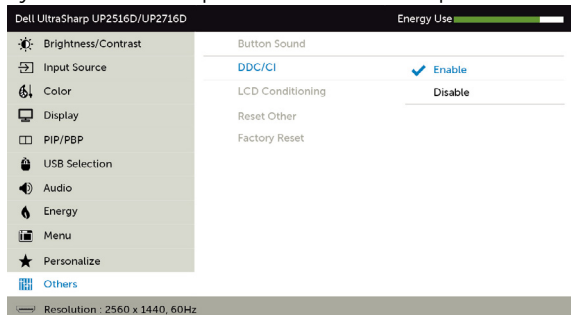 Dell UltraSharp UP2516D/UP2716D Energy Use
Brightness/Contrast Button Sound
Input Source DDC/CI Enable
Color LCD Conditioning Disable
Display Reset Other
PIP/PBP Factory Reset
USB Selection
Audio
Energy
Menu
Personalize
Others
Resolution : 2560 x 1440, 60Hz